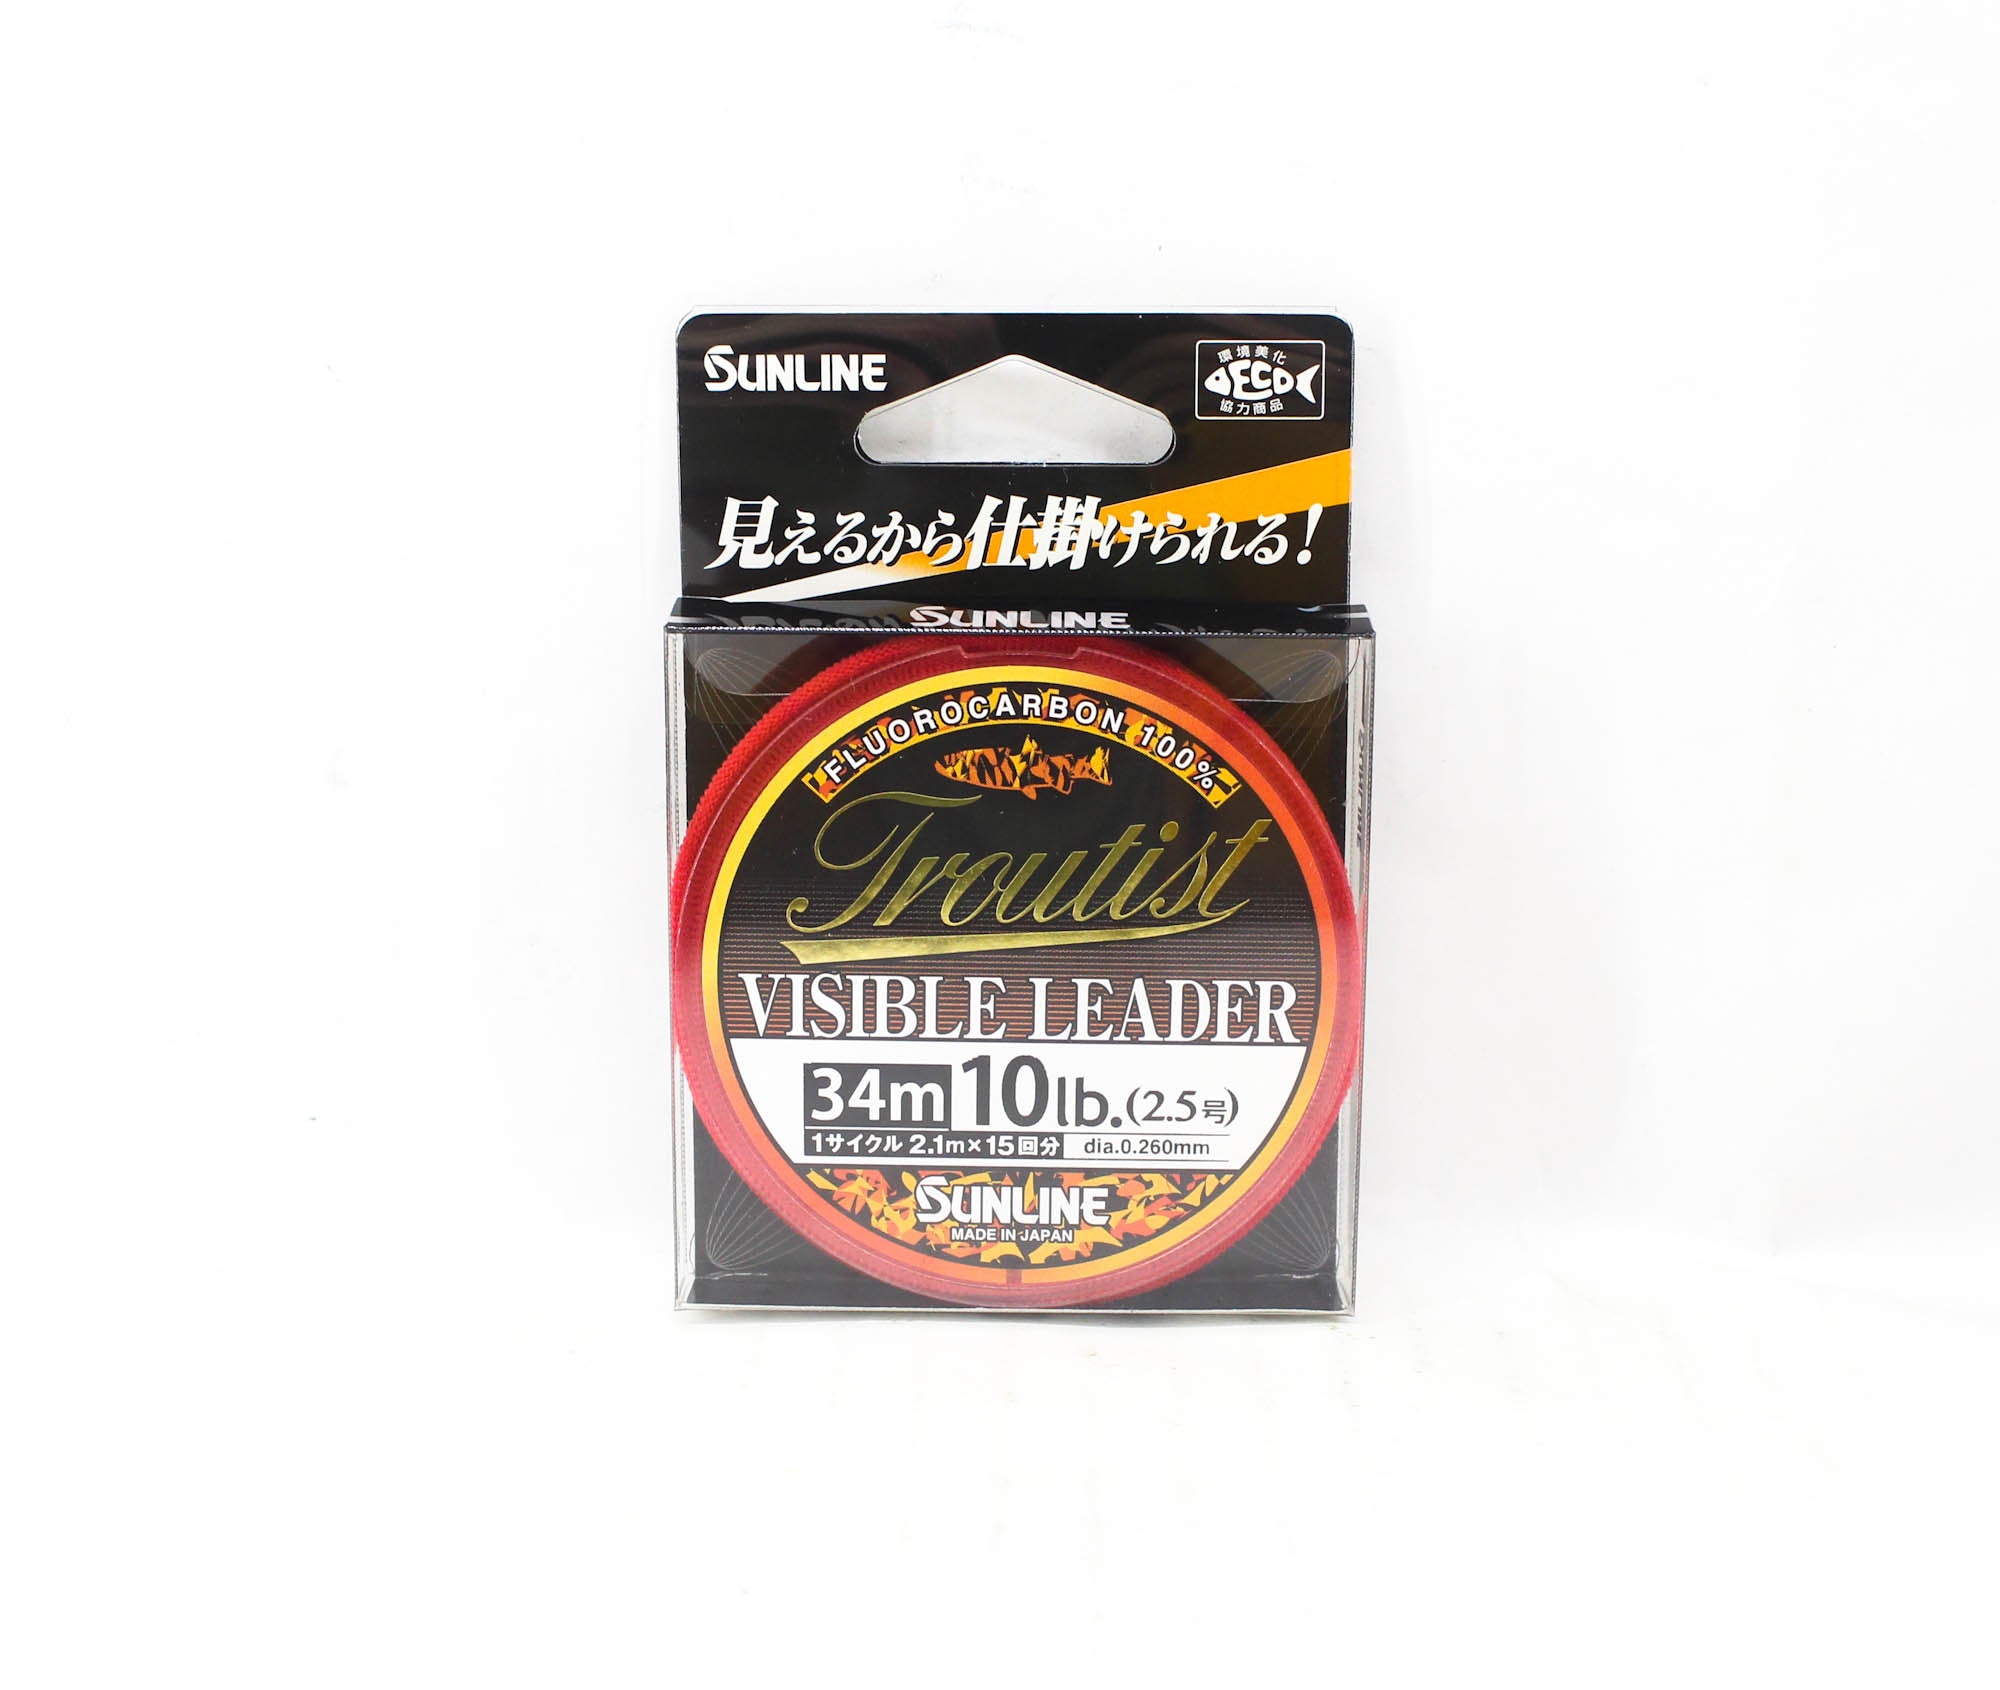 SUNLINE
環境美化
ECO
協力商品
見えるから仕掛けられる!
SUNLINE
FLUOROCARBON 100%
Troutist
VISIBLE LEADER
34m 10lb.(2.5号)
1サイクル 2.1m×15回分 dia.0.260mm
SUNLINE
MADE IN JAPAN